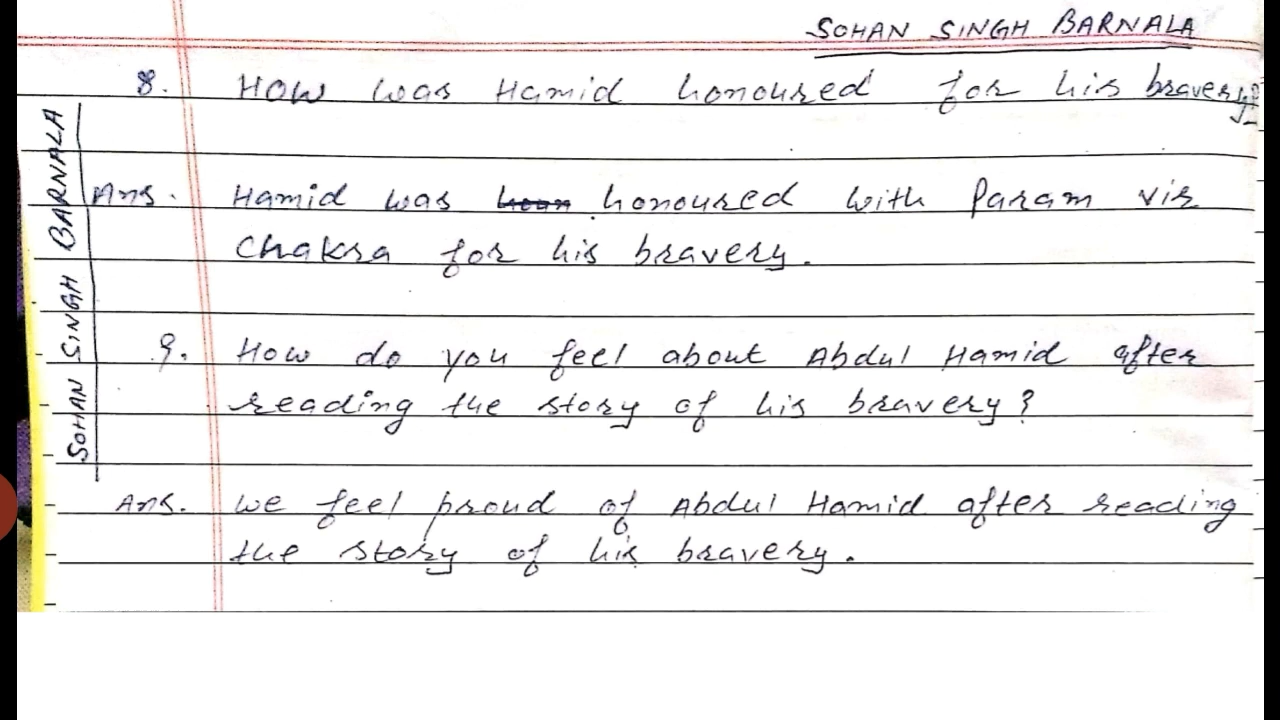 SOHAN SINGH BARNALA
8. How was Hamid honoured for his bravery?
Ans. Hamid was honoured with Param vir
Chakra for his bravery.
9. How do you feel about Abdul Hamid after
reading the story of his bravery?
Ans. we feel proud of Abdul Hamid after reading
the story of his bravery.
SOHAN SINGH BARNALA